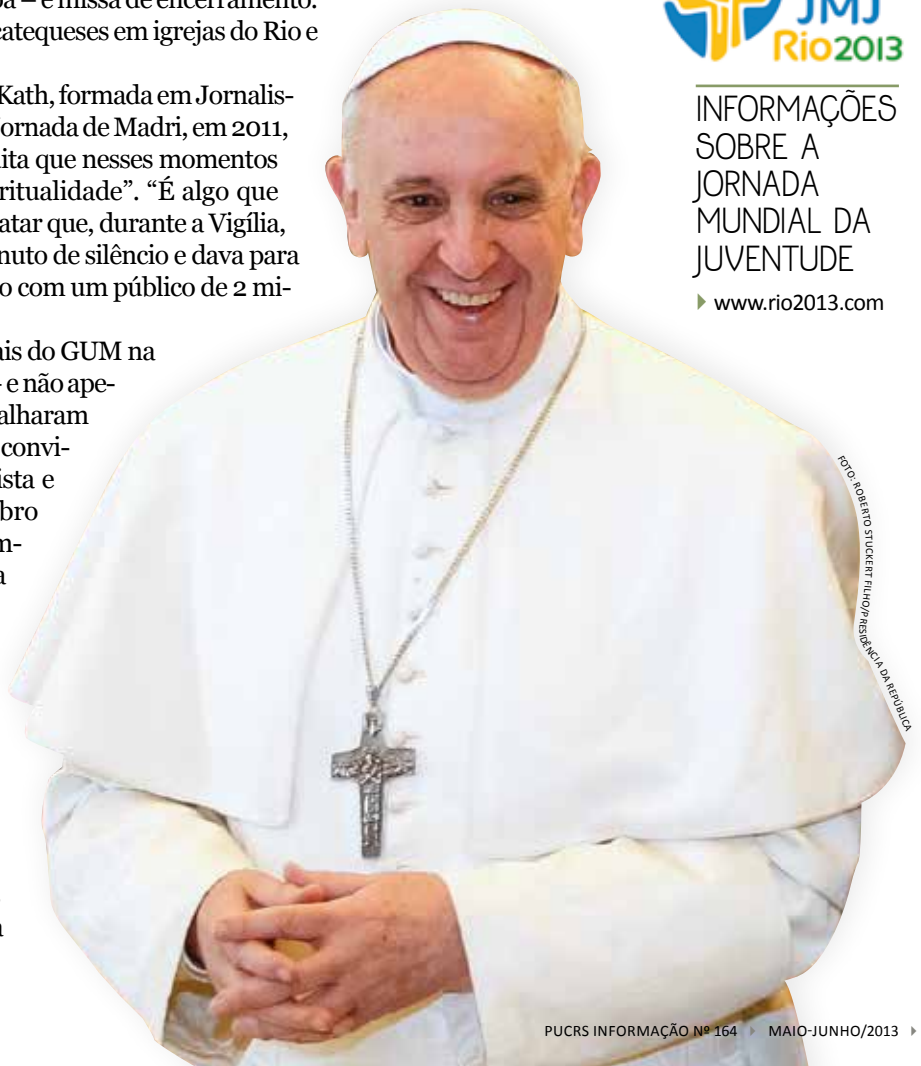 – e missa de encerramento.
catequeses em igrejas do Rio e
Kath, formada em Jornalis-
Jornada de Madri, em 2011,
ita que nesses momentos
ritualidade”. “É algo que
atar que, durante a Vigília,
nuto de silêncio e dava para
o com um público de 2 mi-
ais do GUM na
e não ape-
alharam
convi-
ista e
bro
m-
a
a
JMJ
Rio2013
INFORMAÇÕES
SOBRE A
JORNADA
MUNDIAL DA
JUVENTUDE
www.rio2013.com
FOTO: ROBERTO STUCKERT FILHO/PRESIDÊNCIA DA REPÚBLICA
PUCRS INFORMAÇÃO Nº 164 MAIO-JUNHO/2013